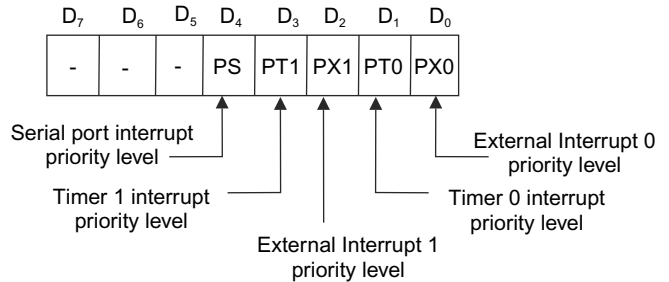 D7 D6 D5 D4 D3 D2 D1 D0
- - - PS PT1 PX1 PT0 PX0
Serial port interrupt
priority level
External Interrupt 0
priority level
Timer 1 interrupt
priority level
Timer 0 interrupt
priority level
External Interrupt 1
priority level